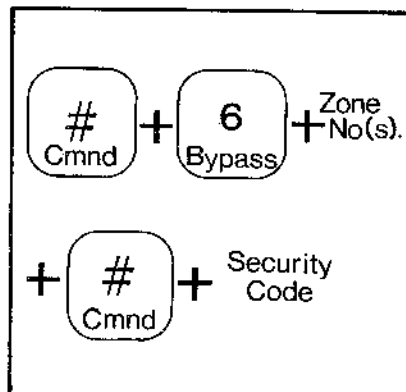 # + 6 + Zone
Cmnd Bypass No(s).
+ # + Security
Cmnd Code